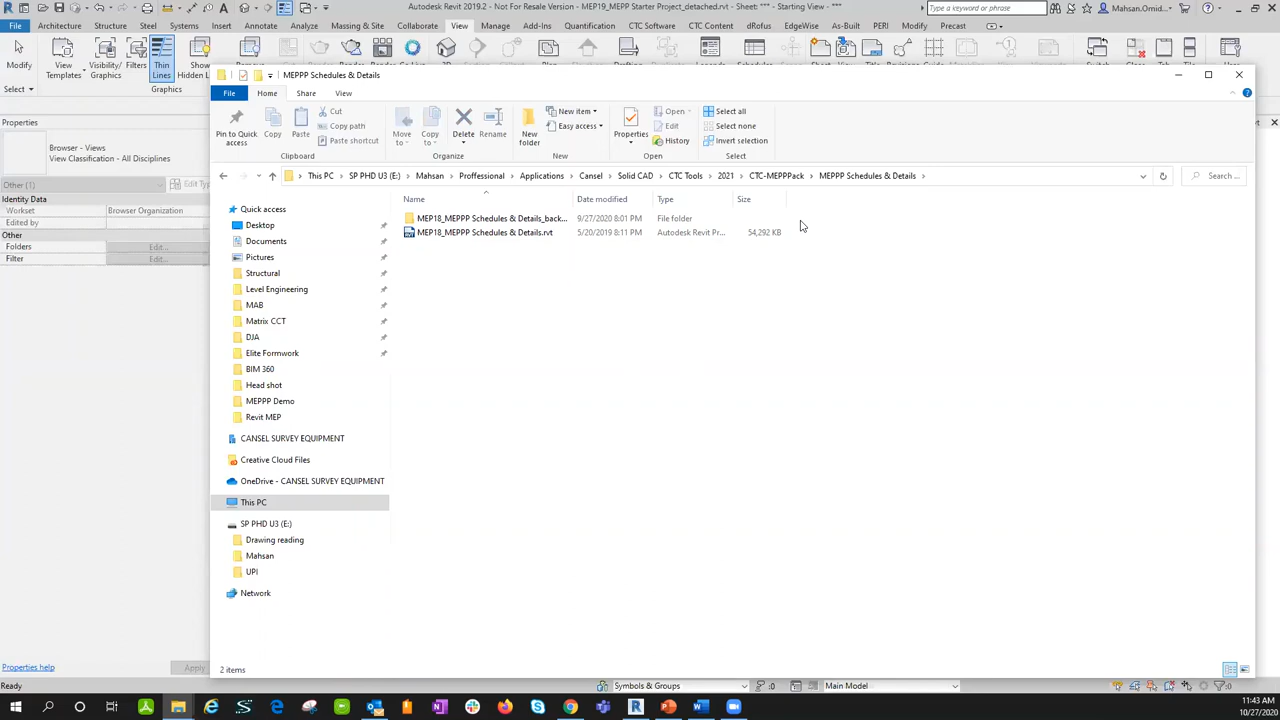 Autodesk Revit 2019.2 - Not For Resale Version - MEP19_MEPP Starter Project_detached.rvt - Sheet: *** - Starting View - ***
Type a keyword or phrase
Mahsan.Omid...
File Architecture Structure Steel Systems Insert Annotate Analyze Massing & Site Collaborate View Manage Add-Ins Quantification CTC Software CTC Content dRofus EdgeWise As-Built PERI Modify Precast
Modify
View Templates
Filters
Thin Lines
Show Hidden L
Remove
Schedules
Sheet
Switch
Select
Graphics
MEPPP Schedules & Details
File Home Share View
Pin to Quick access
Copy
Paste
Cut
Copy path
Paste shortcut
Move to
Copy to
Delete
Rename
New folder
New item
Easy access
Properties
Open
Edit
History
Select all
Select none
Invert selection
Clipboard Organize New Open Select
This PC > SP PHD U3 (E:) > Mahsan > Proffesional > Applications > Cansel > Solid CAD > CTC Tools > 2021 > CTC-MEPPPack > MEPPP Schedules & Details >
Search ...
Properties
Browser - Views
View Classification - All Disciplines
Other (1)
Edit Type
Identity Data
Workset Browser Organization
Edited by
Other
Folders Edit...
Filter Edit...
Properties help
Apply
Quick access
Desktop
Documents
Pictures
Structural
Level Engineering
MAB
Matrix CCT
DJA
Elite Formwork
BIM 360
Head shot
MEPPP Demo
Revit MEP
CANSEL SURVEY EQUIPMENT
Creative Cloud Files
OneDrive - CANSEL SURVEY EQUIPMENT
This PC
SP PHD U3 (E:)
Drawing reading
Mahsan
UPI
Network
Name Date modified Type Size
MEP18_MEPPP Schedules & Details_back... 9/27/2020 8:01 PM File folder
MEP18_MEPPP Schedules & Details.rvt 5/20/2019 8:11 PM Autodesk Revit Pr... 54,292 KB
2 items
Ready
Symbols & Groups
:0
Main Model
:0
11:43 AM
10/27/2020